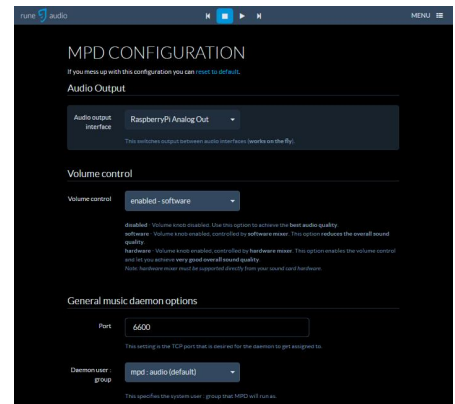 rune audio
MENU
MPD CONFIGURATION
If you mess up with this configuration you can reset to default.
Audio Output
Audio output
interface
RaspberryPi Analog Out
This switches output between audio interfaces (works on the fly).
Volume control
Volume control
enabled - software
disabled - Volume knob disabled. Use this option to achieve the best audio quality.
software - Volume knob enabled, controlled by software mixer. This option reduces the overall sound
quality.
hardware - Volume knob enabled, controlled by hardware mixer. This option enables the volume control
and let you achieve very good overall sound quality.
Note: hardware mixer must be supported directly from your sound card hardware.
General music daemon options
Port
6600
This setting is the TCP port that is desired for the daemon to get assigned to.
Daemon user :
group
mpd : audio (default)
This specifies the system user : group that MPD will run as.